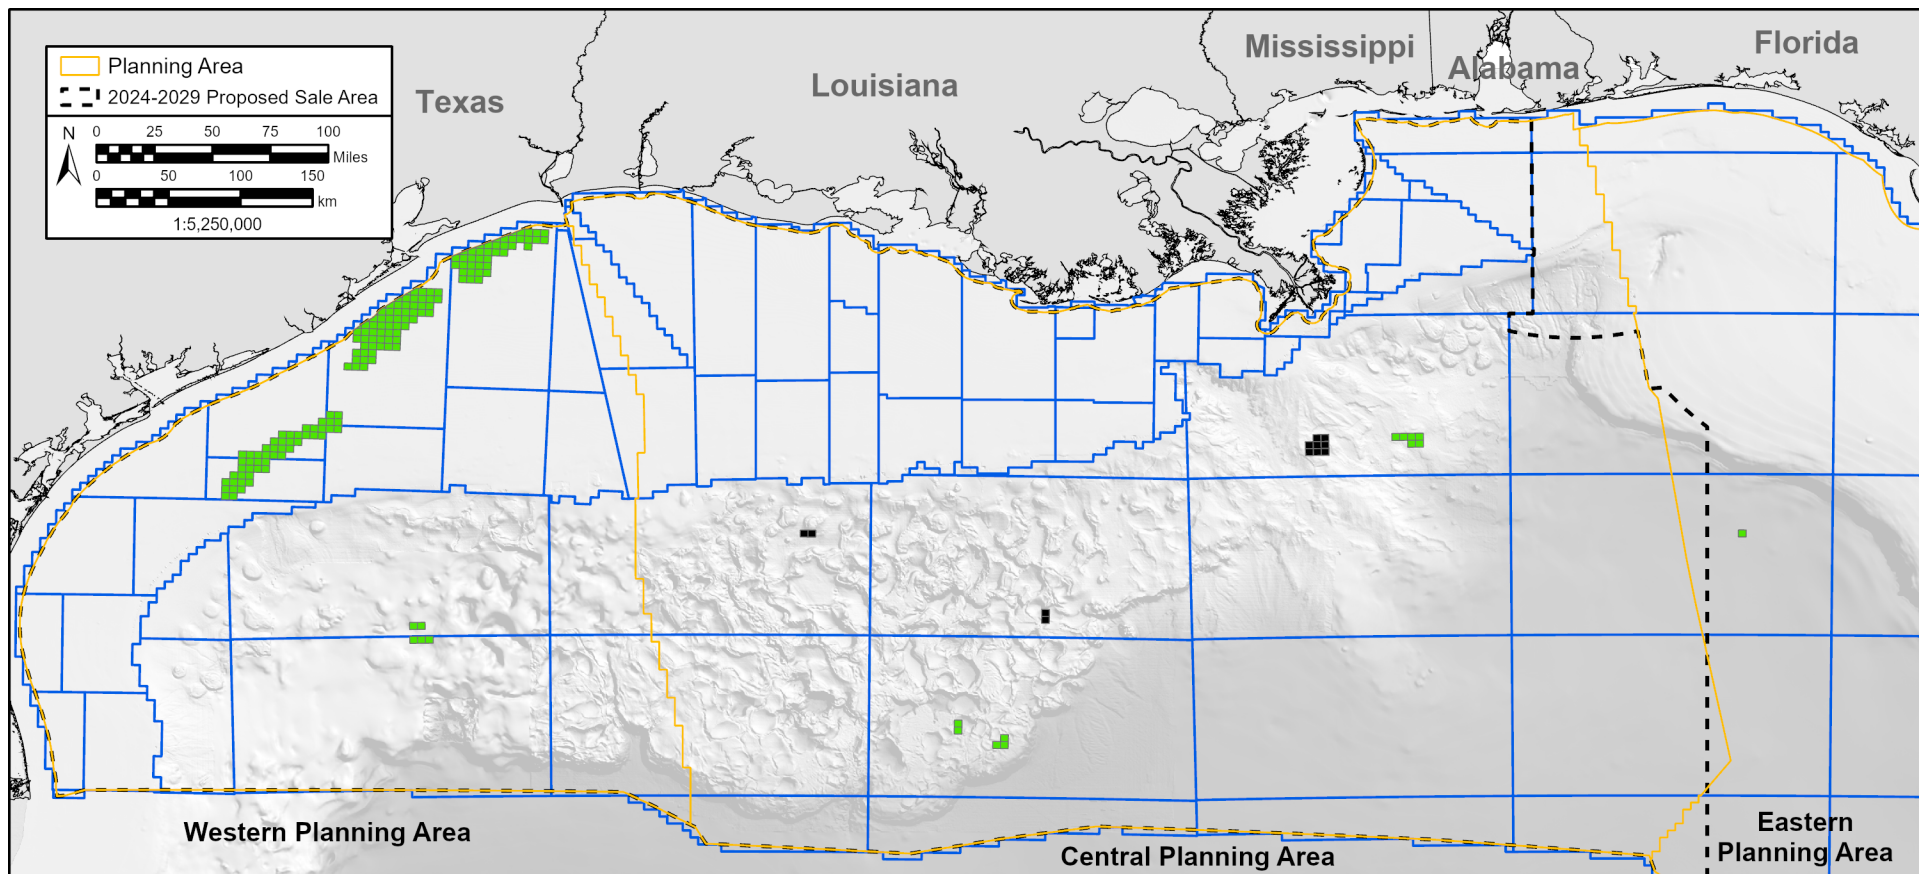 Planning Area
2024-2029 Proposed Sale Area
N
0 25 50 75 100
Miles
0 50 100 150
km
1:5,250,000
Texas
Louisiana
Mississippi
Alabama
Florida
Western Planning Area
Central Planning Area
Eastern
Planning Area